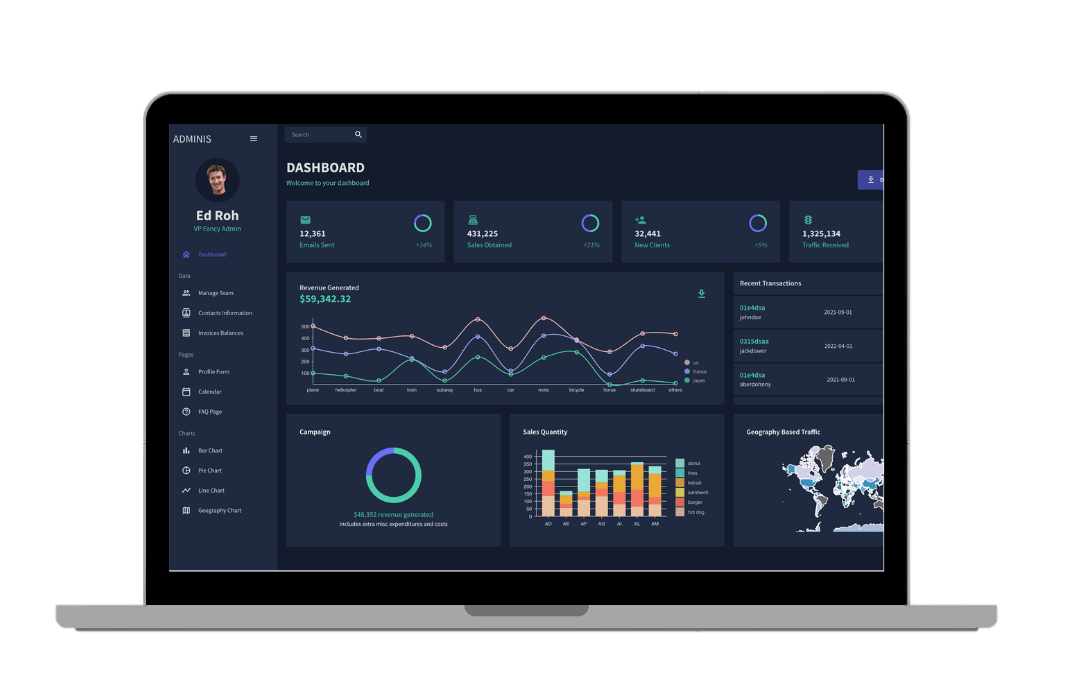 ADMINIS
Search
DASHBOARD
Welcome to your dashboard
Ed Roh
VP Fancy Admin
Dashboard
Data
Manage Team
Contacts Information
Invoices Balances
Pages
Profile Form
Calendar
FAQ Page
Charts
Bar Chart
Pie Chart
Line Chart
Geography Chart
12,361
Emails Sent
+14%
431,225
Sales Obtained
+21%
32,441
New Clients
+5%
1,325,134
Traffic Received
Revenue Generated
$59,342.32
500
400
300
200
100
plane helicopter boat train subway bus car moto bicycle horse skateboard others
us
france
japan
Recent Transactions
01e4dsa
johndoe
2021-09-01
0315dsaa
jackdower
2022-04-01
01e4dsa
aberdohnny
2021-09-01
Campaign
$48,352 revenue generated
Includes extra misc expenditures and costs
Sales Quantity
400
350
300
250
200
150
100
50
0
AD AE AF AG AI AL AM
donut
fries
kebab
sandwich
burger
hot dog
Geography Based Traffic